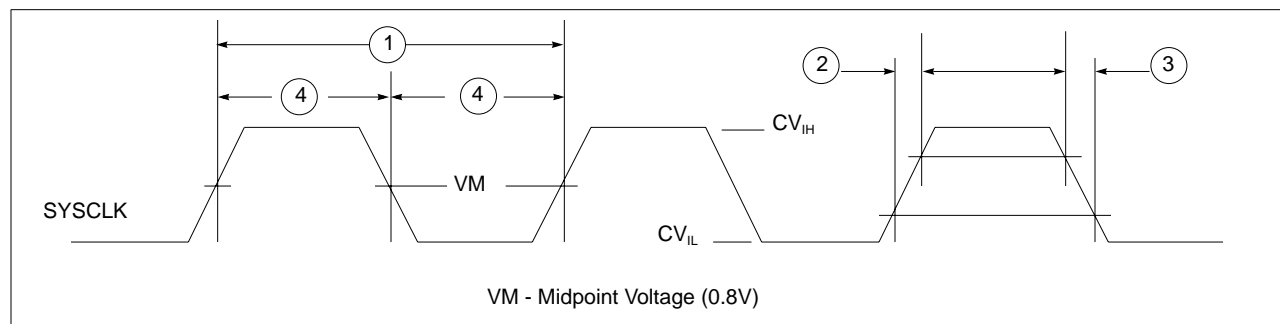 1
2
3
4
4
CV_IH
VM
SYSCLK
CV_IL
VM - Midpoint Voltage (0.8V)